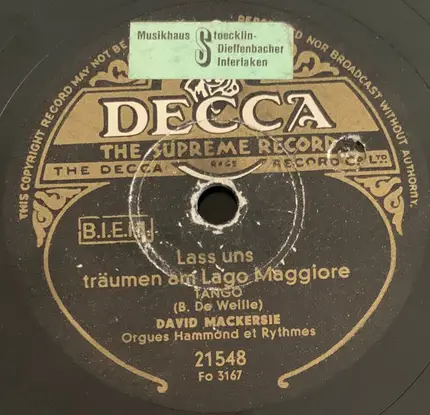 Musikhaus Stoecklin-
Dieffenbacher
Interlaken
THIS COPYRIGHT RECORD MAY NOT BE
NOR BROADCAST WITHOUT AUTHORITY.
DECCA
THE SUPREME RECORD
THE DECCA RECORD CO. LTD
B.I.E.M.
Lass uns
träumen am Lago Maggiore
TANGO
(B. De Weille)
DAVID MACKERSIE
Orgues Hammond et Rythmes
21548
Fo 3167